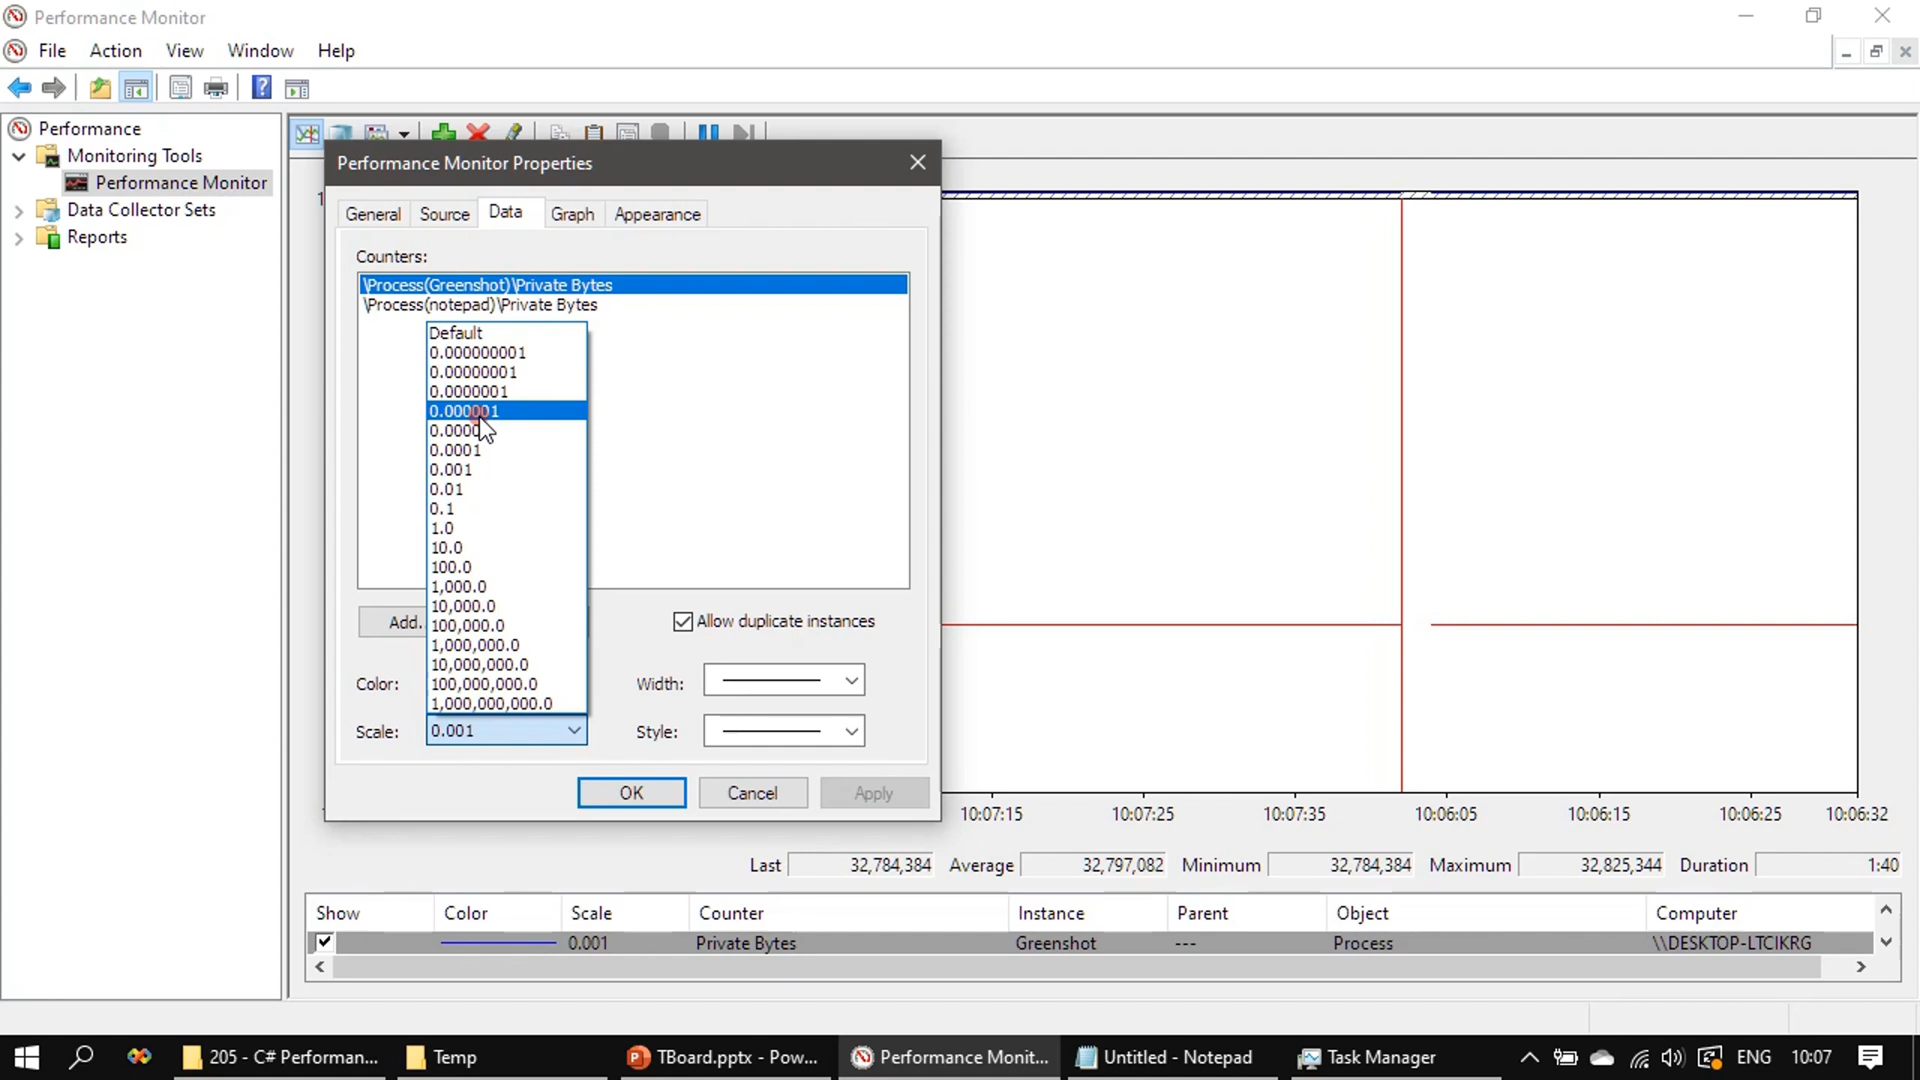 Performance Monitor
File Action View Window Help
Performance
Monitoring Tools
Performance Monitor
Data Collector Sets
Reports
Performance Monitor Properties
General Source Data Graph Appearance
Counters:
\Process(Greenshot)\Private Bytes
\Process(notepad)\Private Bytes
Default
0.000000001
0.00000001
0.0000001
0.000001
0.0000
0.0001
0.001
0.01
0.1
1.0
10.0
100.0
1,000.0
10,000.0
100,000.0
1,000,000.0
10,000,000.0
100,000,000.0
1,000,000,000.0
Add.
Allow duplicate instances
Color: Width:
Scale: 0.001 Style:
OK Cancel Apply
10:07:15 10:07:25 10:07:35 10:06:05 10:06:15 10:06:25 10:06:32
Last 32,784,384 Average 32,797,082 Minimum 32,784,384 Maximum 32,825,344 Duration 1:40
Show Color Scale Counter Instance Parent Object Computer
0.001 Private Bytes Greenshot --- Process \\DESKTOP-LTCIKRG
205 - C# Performan... Temp TBoard.pptx - Pow... Performance Monit... Untitled - Notepad Task Manager ENG 10:07